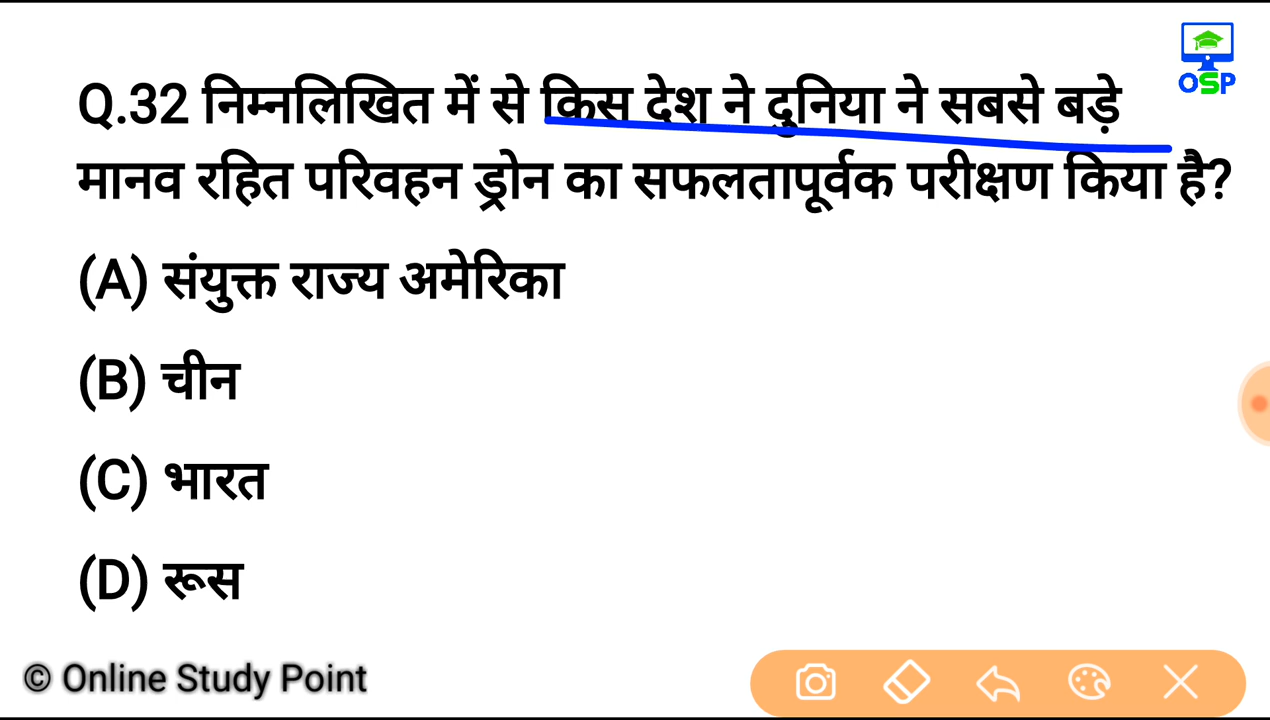 OSP
Q.32 निम्नलिखित में से किस देश ने दुनिया ने सबसे बड़े
मानव रहित परिवहन ड्रोन का सफलतापूर्वक परीक्षण किया है?
(A) संयुक्त राज्य अमेरिका
(B) चीन
(C) भारत
(D) रूस
© Online Study Point